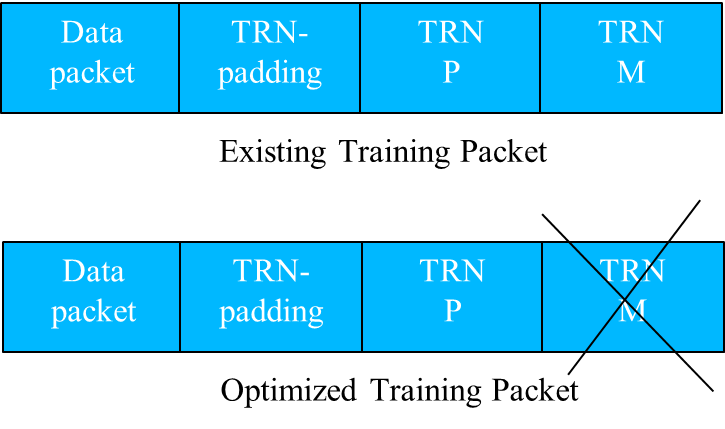 Data TRN- TRN TRN
packet padding P M
Existing Training Packet
Data TRN- TRN TRN
packet padding P M
Optimized Training Packet